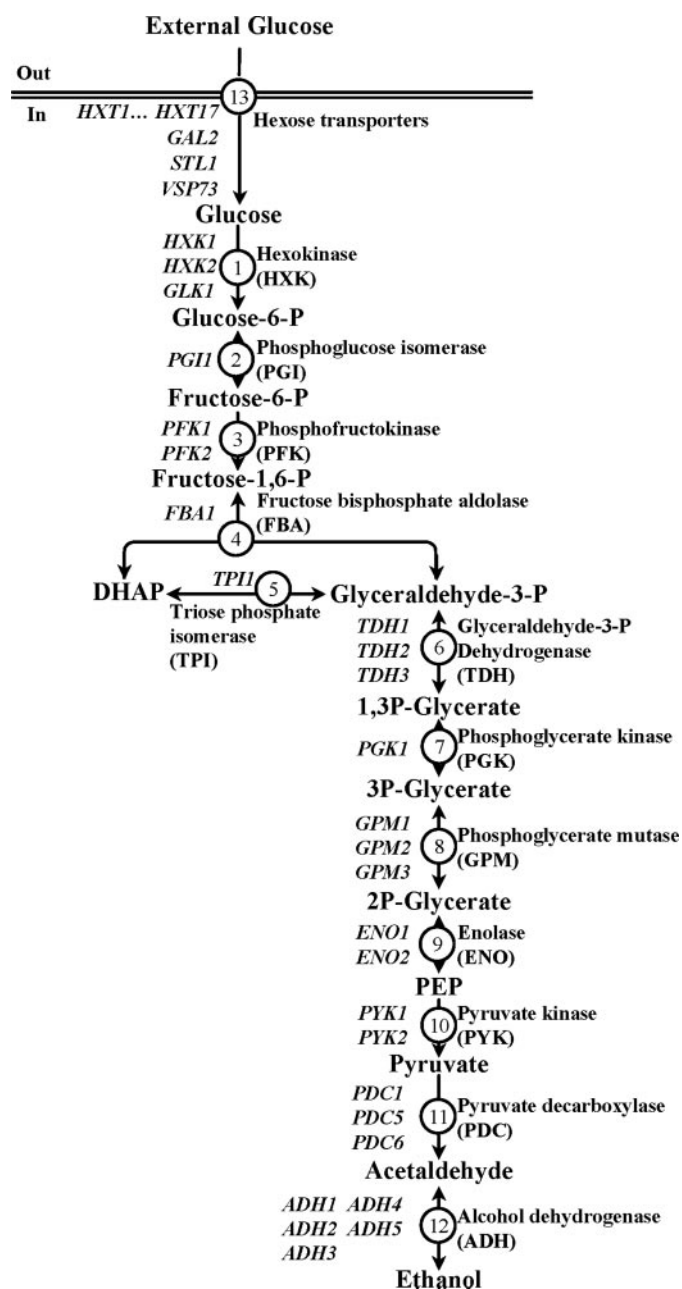 External Glucose
Out
In
HXT1... HXT17
13
Hexose transporters
GAL2
STL1
VSP73
Glucose
HXK1
HXK2
GLK1
1
Hexokinase
(HXK)
Glucose-6-P
PGI1
2
Phosphoglucose isomerase
(PGI)
Fructose-6-P
PFK1
PFK2
3
Phosphofructokinase
(PFK)
Fructose-1,6-P
FBA1
4
Fructose bisphosphate aldolase
(FBA)
DHAP
TPI1
5
Glyceraldehyde-3-P
Triose phosphate
isomerase
(TPI)
TDH1
TDH2
TDH3
6
Glyceraldehyde-3-P
Dehydrogenase
(TDH)
1,3P-Glycerate
PGK1
7
Phosphoglycerate kinase
(PGK)
3P-Glycerate
GPM1
GPM2
GPM3
8
Phosphoglycerate mutase
(GPM)
2P-Glycerate
ENO1
ENO2
9
Enolase
(ENO)
PEP
PYK1
PYK2
10
Pyruvate kinase
(PYK)
Pyruvate
PDC1
PDC5
PDC6
11
Pyruvate decarboxylase
(PDC)
Acetaldehyde
ADH1 ADH4
ADH2 ADH5
ADH3
12
Alcohol dehydrogenase
(ADH)
Ethanol